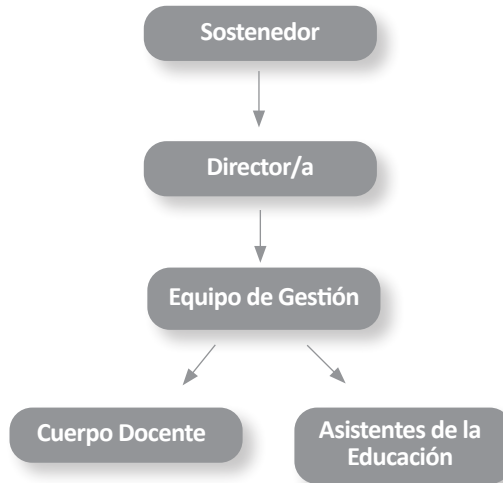 Sostenedor
Director/a
Equipo de Gestión
Cuerpo Docente
Asistentes de la
Educación